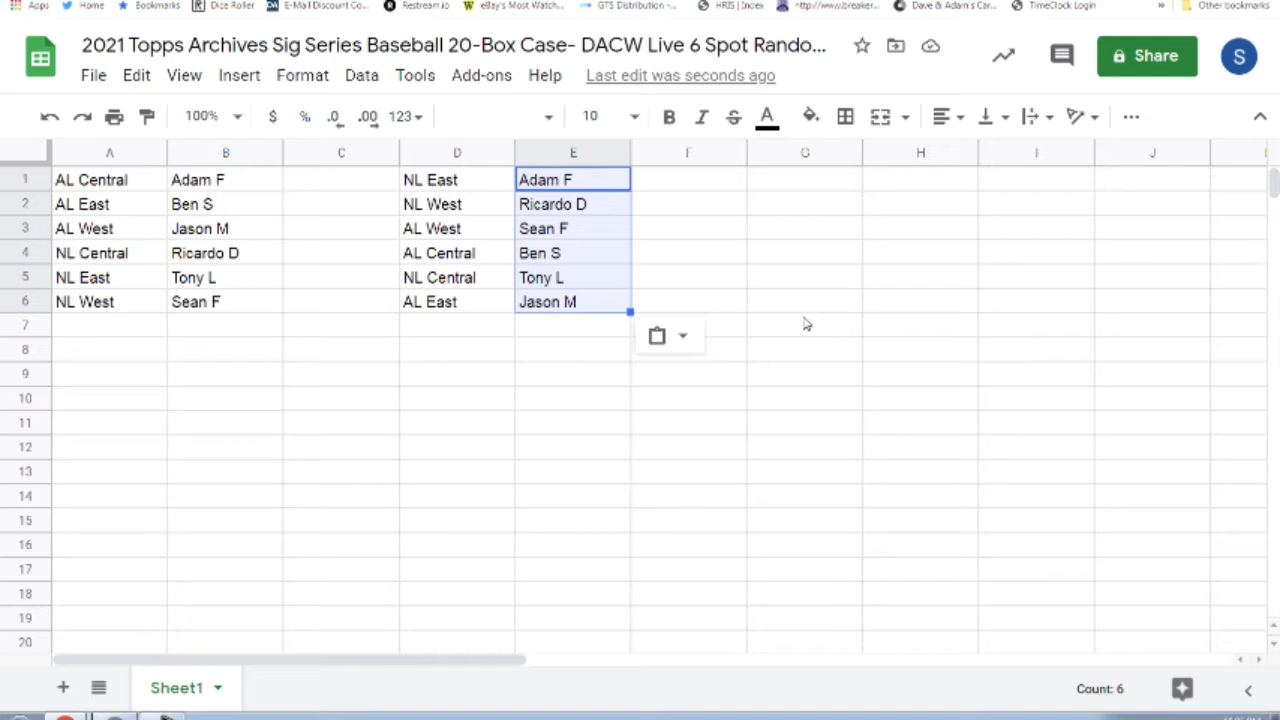 Apps Twitter Home Bookmarks Dice Roller E-Mail Discount Co... Restream.io eBay's Most Watch... GTS Distribution -... HRIS | Index http://www.breaker... Dave & Adam's Car... TimeClock Login » Other bookmarks
2021 Topps Archives Sig Series Baseball 20-Box Case- DACW Live 6 Spot Rando...
Share S
File Edit View Insert Format Data Tools Add-ons Help Last edit was seconds ago
100% $ % .0 .00 123 10 B I S A
A B C D E F G H I J
1 AL Central Adam F NL East Adam F
2 AL East Ben S NL West Ricardo D
3 AL West Jason M AL West Sean F
4 NL Central Ricardo D AL Central Ben S
5 NL East Tony L NL Central Tony L
6 NL West Sean F AL East Jason M
7
8
9
10
11
12
13
14
15
16
17
18
19
20
Sheet1 Count: 6